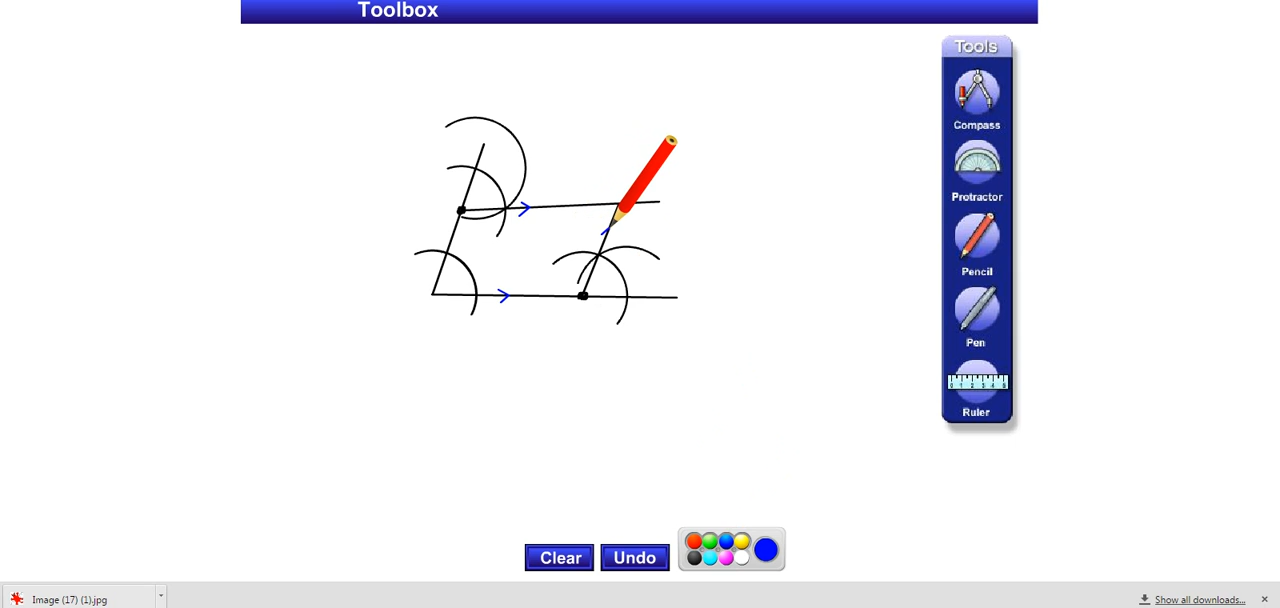 Toolbox
Tools
Compass
Protractor
Pencil
Pen
Ruler
Clear
Undo
Image (17) (1).jpg
Show all downloads...